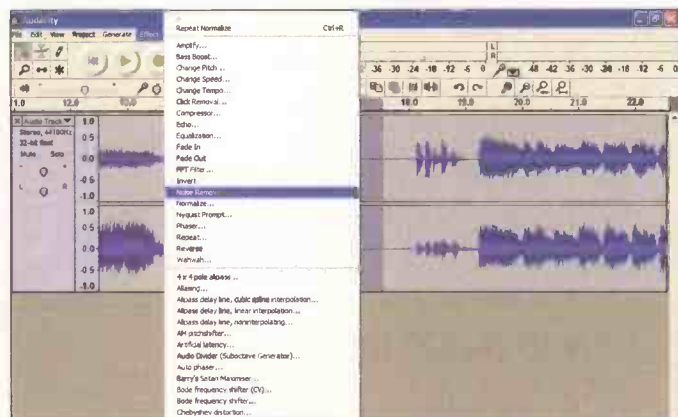 Audacity
File Edit View Project Generate Effect
Repeat Normalize Ctrl+R
Amplify...
Bass Boost...
Change Pitch...
Change Speed...
Change Tempo...
Click Removal...
Compressor...
Echo...
Equalization...
Fade In
Fade Out
FFT Filter...
Invert
Noise Removal...
Normalize...
Nyquist Prompt...
Phaser...
Repeat...
Reverse
Wahwah...
4 x 4 pole allpass...
Aliasing...
Allpass delay line, cubic spline interpolation...
Allpass delay line, linear interpolation...
Allpass delay line, noninterpolating...
AM pitchshifter...
Artificial latency...
Audio Divider (Suboctave Generator)...
Auto phaser...
Barry's Satan Maximiser...
Bode frequency shifter (CV)...
Bode frequency shifter...
Chebyshev distortion...
L
R
-36 -30 -24 -18 -12 -6 0 -48 -42 -36 -30 -24 -18 -12 -6 0
11.0 12.0 13.0 18.0 19.0 20.0 21.0 22.0
X Audio Track
Stereo, 44100Hz
32-bit float
Mute Solo
- +
L R
1.0
0.5
0.0
-0.5
-1.0
1.0
0.5
0.0
-0.5
-1.0